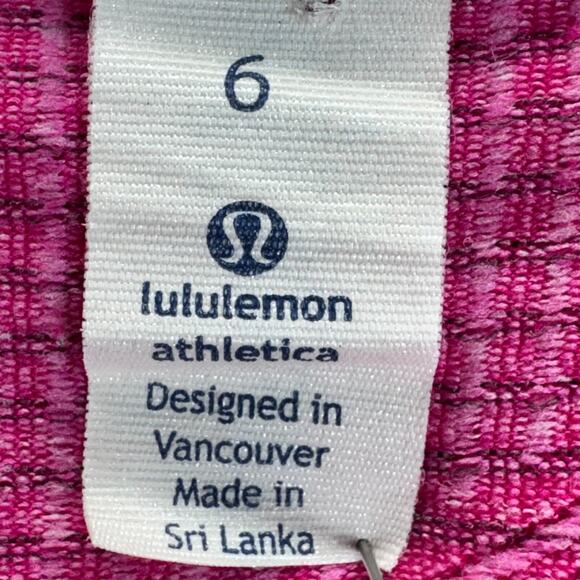 6
lululemon
athletica
Designed in
Vancouver
Made in
Sri Lanka